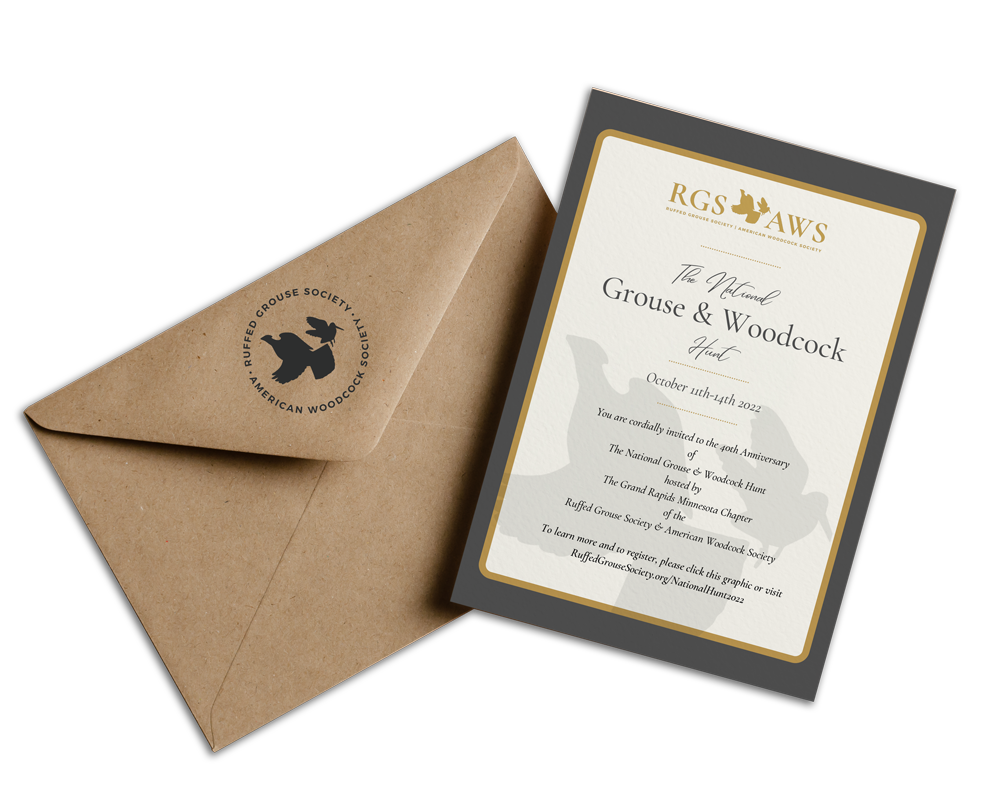 RUFFED GROUSE SOCIETY
AMERICAN WOODCOCK SOCIETY
RGS AWS
RUFFED GROUSE SOCIETY | AMERICAN WOODCOCK SOCIETY
The National
Grouse & Woodcock
Hunt
October 11th-14th 2022
You are cordially invited to the 40th Anniversary
of
The National Grouse & Woodcock Hunt
hosted by
The Grand Rapids Minnesota Chapter
of the
Ruffed Grouse Society & American Woodcock Society
To learn more and to register, please click this graphic or visit
RuffedGrouseSociety.org/NationalHunt2022